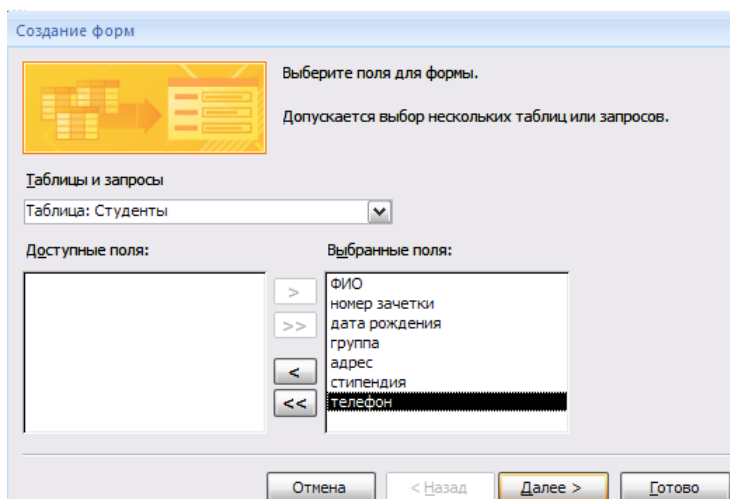 Создание форм
Выберите поля для формы.
Допускается выбор нескольких таблиц или запросов.
Таблицы и запросы
Таблица: Студенты
Доступные поля:
Выбранные поля:
>
>>
<
<<
ФИО
номер зачетки
дата рождения
группа
адрес
стипендия
телефон
Отмена
< Назад
Далее >
Готово